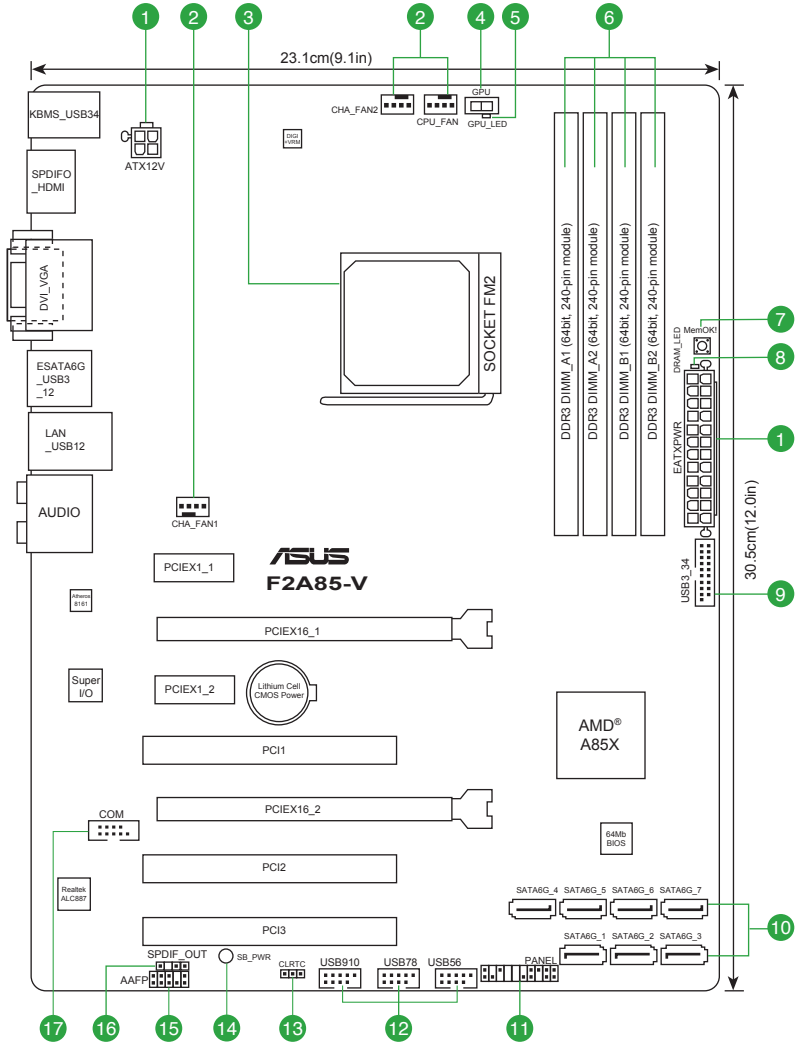 1
2
3
2
4
5
6
23.1cm(9.1in)
KBMS_USB34
ATX12V
DIGI
+VRM
CHA_FAN2
CPU_FAN
GPU
GPU_LED
SPDIFO
_HDMI
DVI_VGA
ESATA6G
_USB3
_12
LAN
_USB12
AUDIO
SOCKET FM2
DDR3 DIMM_A1 (64bit, 240-pin module)
DDR3 DIMM_A2 (64bit, 240-pin module)
DDR3 DIMM_B1 (64bit, 240-pin module)
DDR3 DIMM_B2 (64bit, 240-pin module)
MemOK!
7
DRAM_LED
8
EATXPWR
1
30.5cm(12.0in)
CHA_FAN1
USB3_34
9
PCIEX1_1
ASUS
F2A85-V
Atheros
8161
PCIEX16_1
Super
I/O
PCIEX1_2
Lithium Cell
CMOS Power
AMD®
A85X
PCI1
PCIEX16_2
COM
17
64Mb
BIOS
PCI2
Realtek
ALC887
SATA6G_4
SATA6G_5
SATA6G_6
SATA6G_7
10
PCI3
SATA6G_1
SATA6G_2
SATA6G_3
SPDIF_OUT
AAFP
SB_PWR
CLRTC
USB910
USB78
USB56
PANEL
16
15
14
13
12
11